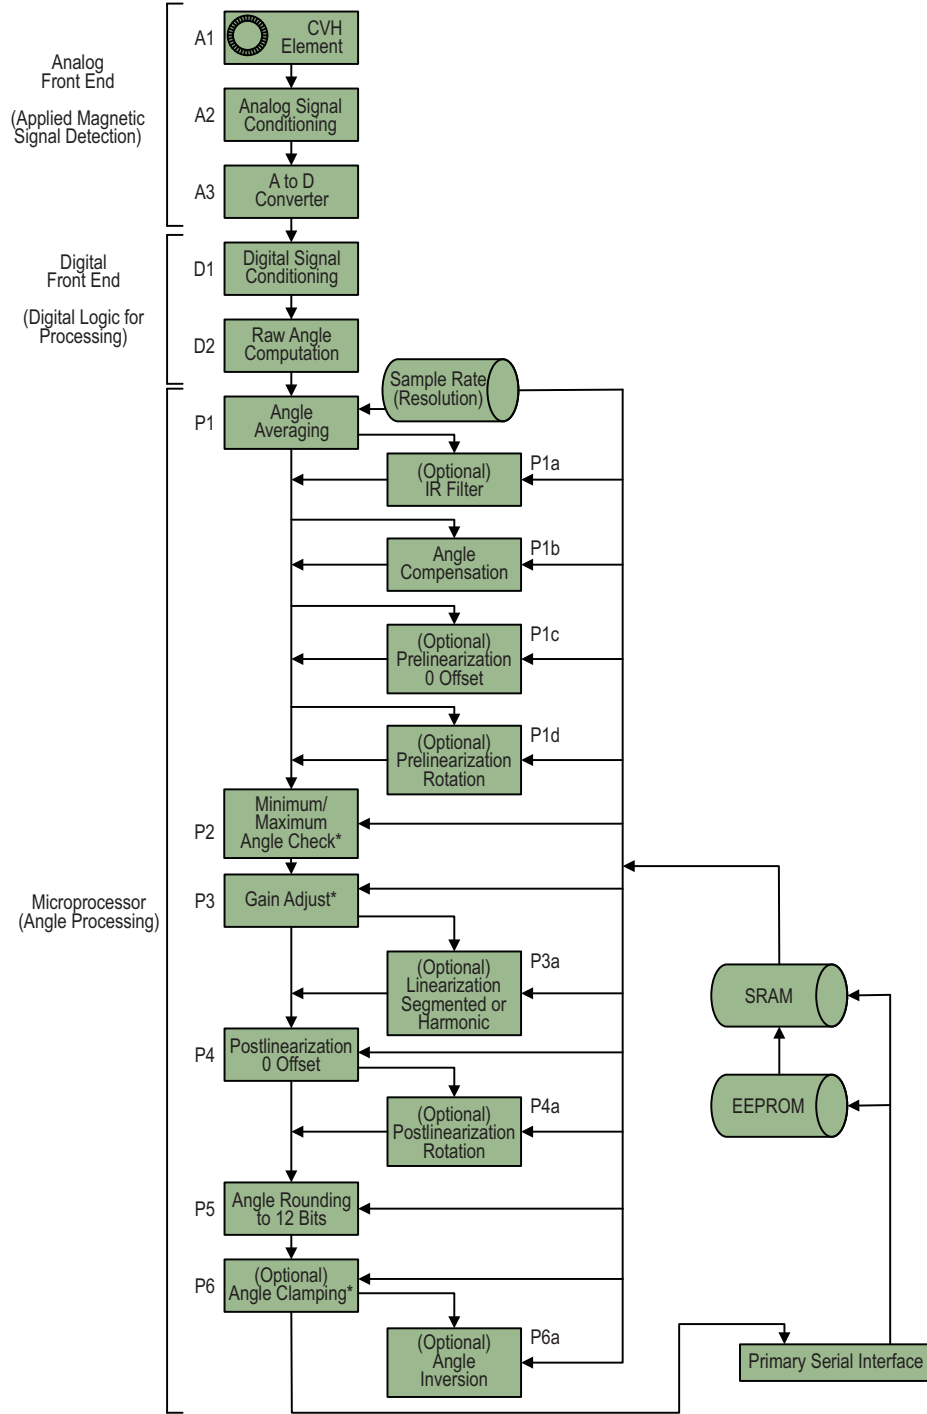 Analog
Front End
(Applied Magnetic
Signal Detection)
A1
CVH
Element
A2
Analog Signal
Conditioning
A3
A to D
Converter
Digital
Front End
(Digital Logic for
Processing)
D1
Digital Signal
Conditioning
D2
Raw Angle
Computation
Sample Rate
(Resolution)
P1
Angle
Averaging
P1a
(Optional)
IR Filter
P1b
Angle
Compensation
P1c
(Optional)
Prelinearization
0 Offset
P1d
(Optional)
Prelinearization
Rotation
P2
Minimum/
Maximum
Angle Check*
Microprocessor
(Angle Processing)
P3
Gain Adjust*
P3a
(Optional)
Linearization
Segmented or
Harmonic
SRAM
P4
Postlinearization
0 Offset
EEPROM
P4a
(Optional)
Postlinearization
Rotation
P5
Angle Rounding
to 12 Bits
P6
(Optional)
Angle Clamping*
P6a
(Optional)
Angle
Inversion
Primary Serial Interface